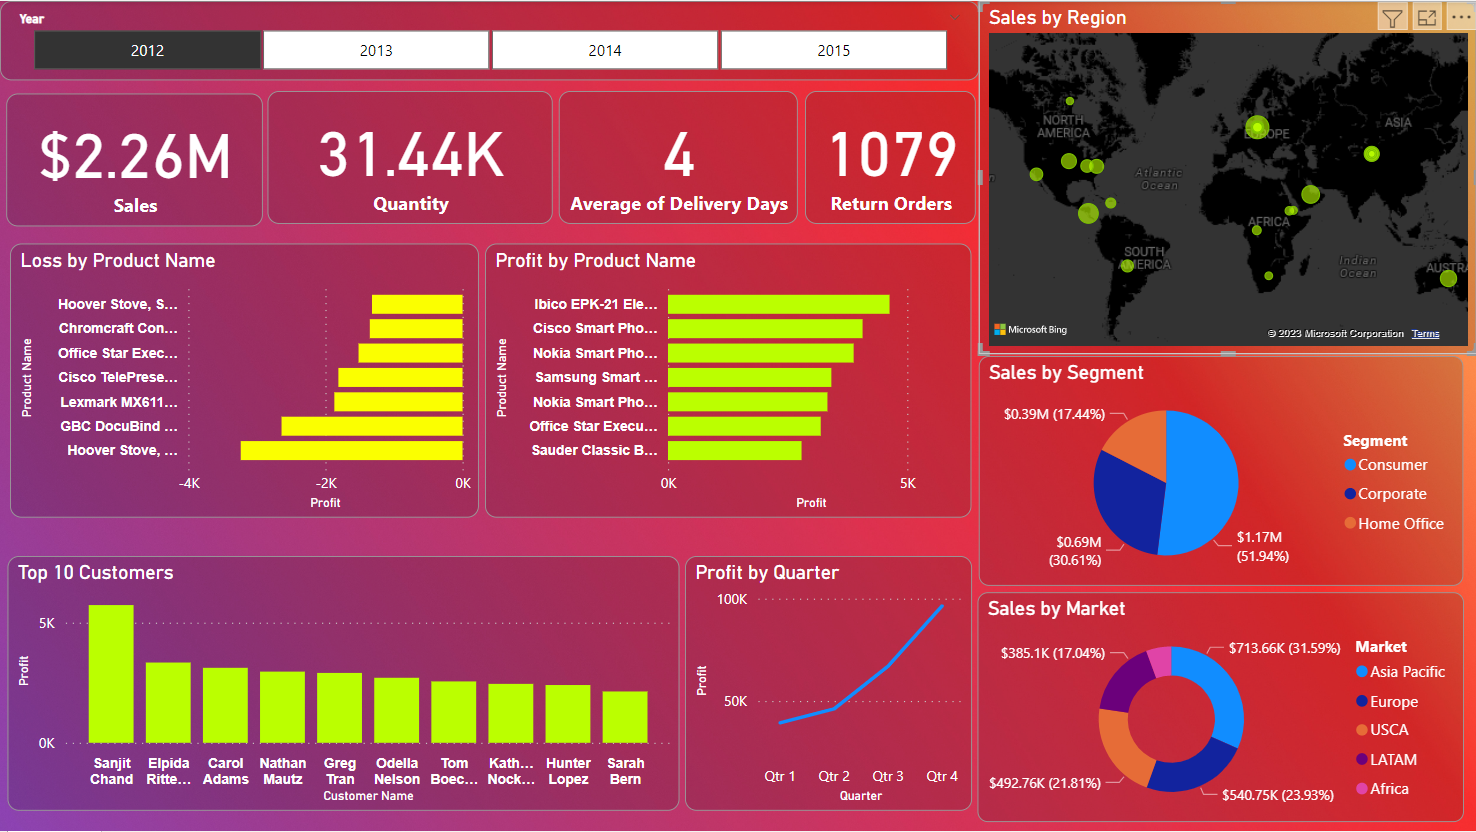 Year
2012
2013
2014
2015
$2.26M
Sales
31.44K
Quantity
4
Average of Delivery Days
1079
Return Orders
Sales by Region
NORTH
AMERICA
EUROPE
ASIA
Atlantic
Ocean
AFRICA
SOUTH
AMERICA
Indian
Ocean
AUSTRA
Microsoft Bing
© 2023 Microsoft Corporation Terms
Loss by Product Name
Product Name
Hoover Stove, S...
Chromcraft Con...
Office Star Exec...
Cisco TelePrese...
Lexmark MX611...
GBC DocuBind ...
Hoover Stove, ...
-4K
-2K
0K
Profit
Profit by Product Name
Product Name
Ibico EPK-21 Ele...
Cisco Smart Pho...
Nokia Smart Pho...
Samsung Smart ...
Nokia Smart Pho...
Office Star Execu...
Sauder Classic B...
0K
5K
Profit
Sales by Segment
$0.39M (17.44%)
$0.69M
(30.61%)
$1.17M
(51.94%)
Segment
Consumer
Corporate
Home Office
Top 10 Customers
Profit
5K
0K
Sanjit
Chand
Elpida
Ritte...
Carol
Adams
Nathan
Mautz
Greg
Tran
Odella
Nelson
Tom
Boec...
Kath...
Nock...
Hunter
Lopez
Sarah
Bern
Customer Name
Profit by Quarter
Profit
100K
50K
Qtr 1
Qtr 2
Qtr 3
Qtr 4
Quarter
Sales by Market
$385.1K (17.04%)
$713.66K (31.59%)
$492.76K (21.81%)
$540.75K (23.93%)
Market
Asia Pacific
Europe
USCA
LATAM
Africa